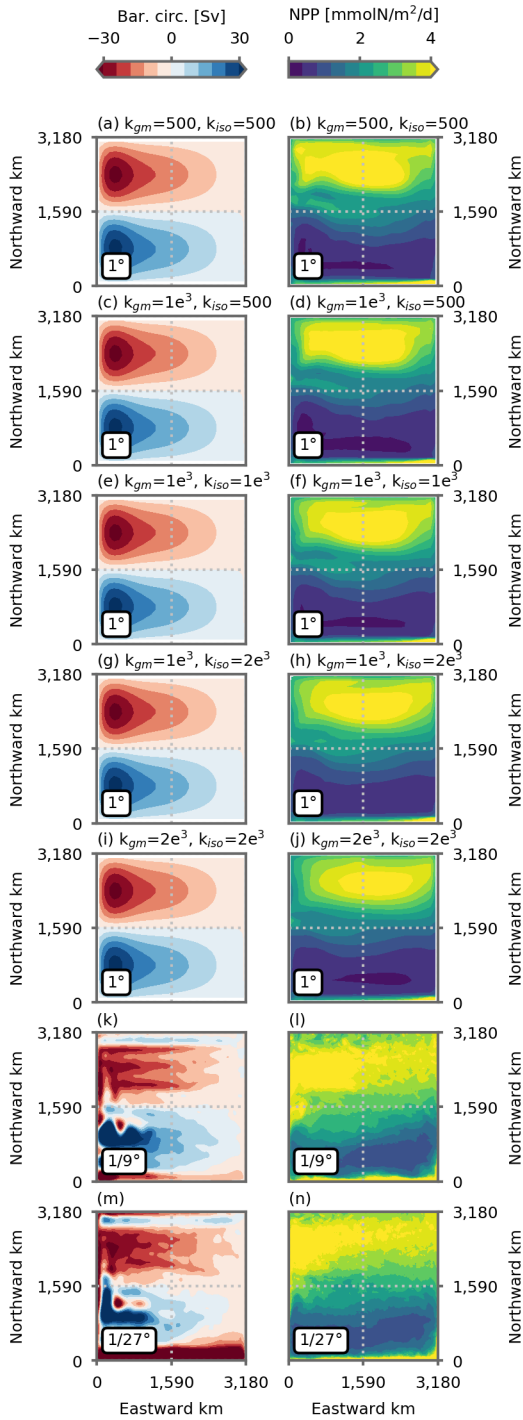 Bar. circ. [Sv] NPP [mmolN/m²/d]
−30 0 30 0 2 4
(a) k_gm=500, k_iso=500 (b) k_gm=500, k_iso=500
3,180 3,180
Northward km 1,590 1,590 Northward km
1° 1°
0 0
(c) k_gm=1e³, k_iso=500 (d) k_gm=1e³, k_iso=500
3,180 3,180
Northward km 1,590 1,590 Northward km
1° 1°
0 0
(e) k_gm=1e³, k_iso=1e³ (f) k_gm=1e³, k_iso=1e³
3,180 3,180
Northward km 1,590 1,590 Northward km
1° 1°
0 0
(g) k_gm=1e³, k_iso=2e³ (h) k_gm=1e³, k_iso=2e³
3,180 3,180
Northward km 1,590 1,590 Northward km
1° 1°
0 0
(i) k_gm=2e³, k_iso=2e³ (j) k_gm=2e³, k_iso=2e³
3,180 3,180
Northward km 1,590 1,590 Northward km
1° 1°
0 0
(k) (l)
3,180 3,180
Northward km 1,590 1,590 Northward km
1/9° 1/9°
0 0
(m) (n)
3,180 3,180
Northward km 1,590 1,590 Northward km
1/27° 1/27°
0 0
0 1,590 3,180 0 1,590 3,180
Eastward km Eastward km